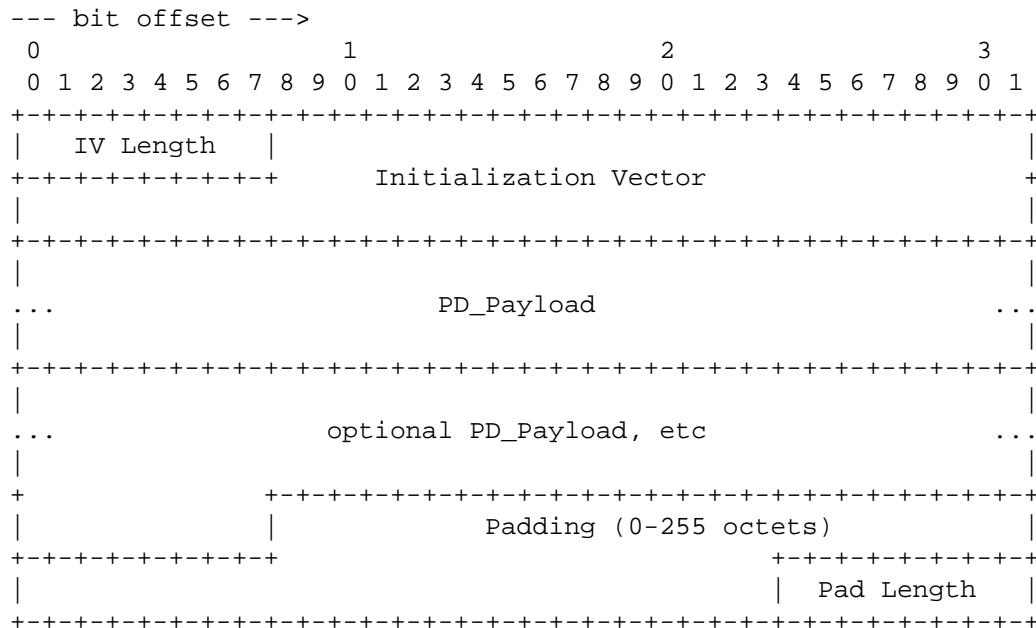 --- bit offset --->
 0                   1                   2                   3
 0 1 2 3 4 5 6 7 8 9 0 1 2 3 4 5 6 7 8 9 0 1 2 3 4 5 6 7 8 9 0 1
+-+-+-+-+-+-+-+-+-+-+-+-+-+-+-+-+-+-+-+-+-+-+-+-+-+-+-+-+-+-+-+-+
|   IV Length   |                                               |
+-+-+-+-+-+-+-+-+      Initialization Vector                    +
|                                                               |
+-+-+-+-+-+-+-+-+-+-+-+-+-+-+-+-+-+-+-+-+-+-+-+-+-+-+-+-+-+-+-+-+
|                                                               |
...                        PD_Payload                         ...
|                                                               |
+-+-+-+-+-+-+-+-+-+-+-+-+-+-+-+-+-+-+-+-+-+-+-+-+-+-+-+-+-+-+-+-+
|                                                               |
...                 optional PD_Payload, etc                  ...
|                                                               |
+               +-+-+-+-+-+-+-+-+-+-+-+-+-+-+-+-+-+-+-+-+-+-+-+-+
|               |             Padding (0-255 octets)            |
+-+-+-+-+-+-+-+-+                               +-+-+-+-+-+-+-+-+
|                                               |  Pad Length   |
+-+-+-+-+-+-+-+-+-+-+-+-+-+-+-+-+-+-+-+-+-+-+-+-+-+-+-+-+-+-+-+-+